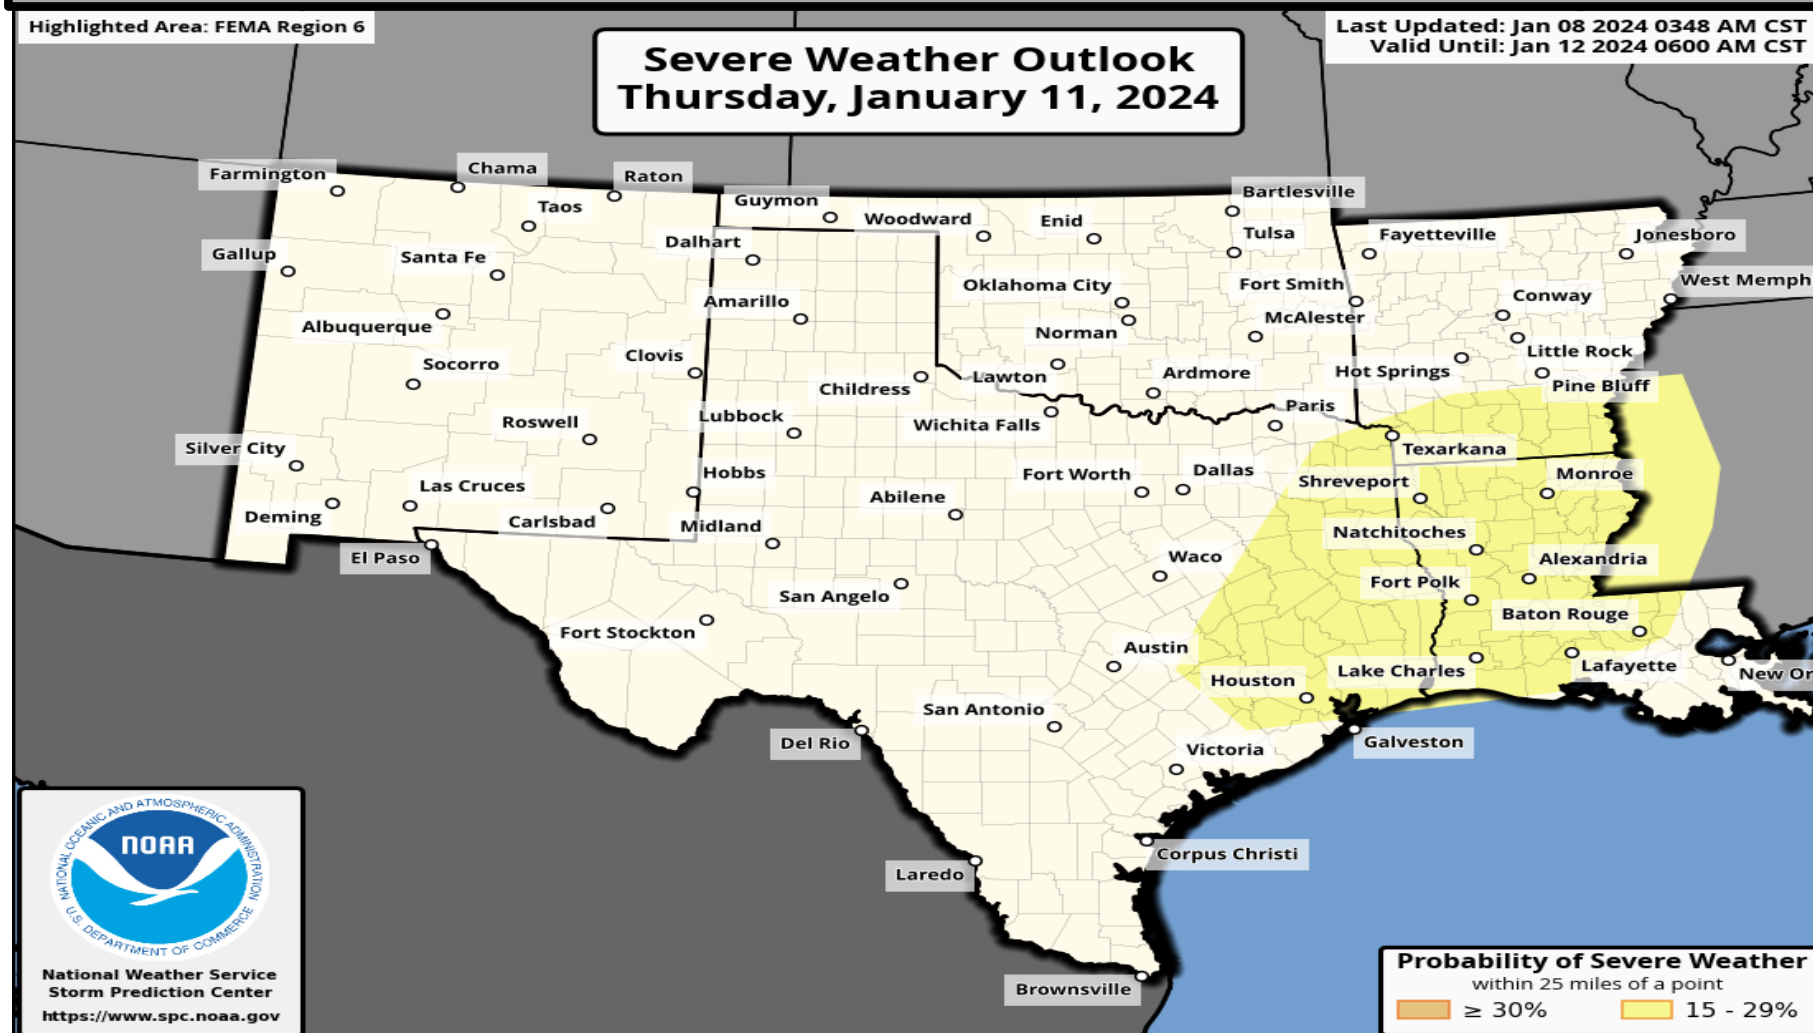 Highlighted Area: FEMA Region 6
Severe Weather Outlook
Thursday, January 11, 2024
Last Updated: Jan 08 2024 0348 AM CST
Valid Until: Jan 12 2024 0600 AM CST
Farmington
Chama
Raton
Taos
Guymon
Woodward
Enid
Bartlesville
Tulsa
Fayetteville
Jonesboro
Gallup
Santa Fe
Dalhart
Oklahoma City
Fort Smith
Conway
West Memph
Albuquerque
Amarillo
Norman
McAlester
Socorro
Clovis
Childress
Lawton
Ardmore
Hot Springs
Little Rock
Pine Bluff
Roswell
Lubbock
Wichita Falls
Paris
Texarkana
Silver City
Las Cruces
Hobbs
Abilene
Fort Worth
Dallas
Shreveport
Monroe
Deming
Carlsbad
Midland
El Paso
Waco
Natchitoches
Alexandria
San Angelo
Fort Polk
Fort Stockton
Austin
Baton Rouge
Houston
Lake Charles
Lafayette
New Or
San Antonio
Del Rio
Victoria
Galveston
Laredo
Corpus Christi
Brownsville
NATIONAL OCEANIC AND ATMOSPHERIC ADMINISTRATION
NOAA
U.S. DEPARTMENT OF COMMERCE
National Weather Service
Storm Prediction Center
https://www.spc.noaa.gov
Probability of Severe Weather
within 25 miles of a point
≥ 30%
15 - 29%